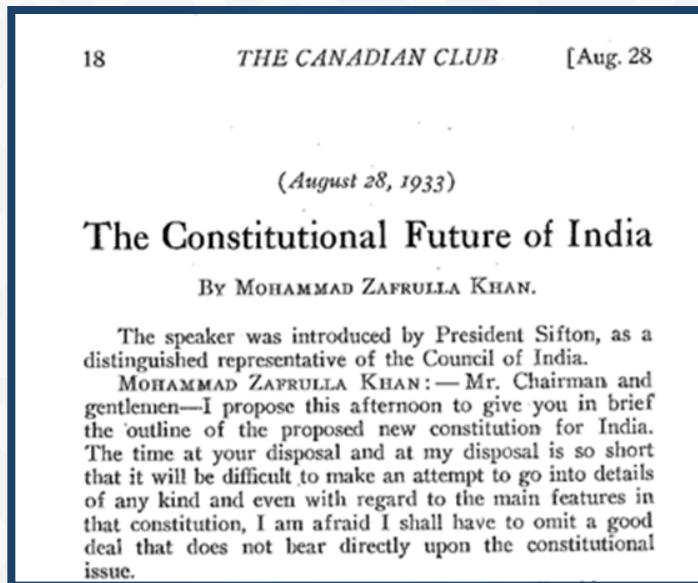 18 THE CANADIAN CLUB [Aug. 28
(August 28, 1933)
The Constitutional Future of India
BY MOHAMMAD ZAFRULLA KHAN.
The speaker was introduced by President Sifton, as a
distinguished representative of the Council of India.
MOHAMMAD ZAFRULLA KHAN:—Mr. Chairman and
gentlemen—I propose this afternoon to give you in brief
the outline of the proposed new constitution for India.
The time at your disposal and at my disposal is so short
that it will be difficult to make an attempt to go into details
of any kind and even with regard to the main features in
that constitution, I am afraid I shall have to omit a good
deal that does not bear directly upon the constitutional
issue.